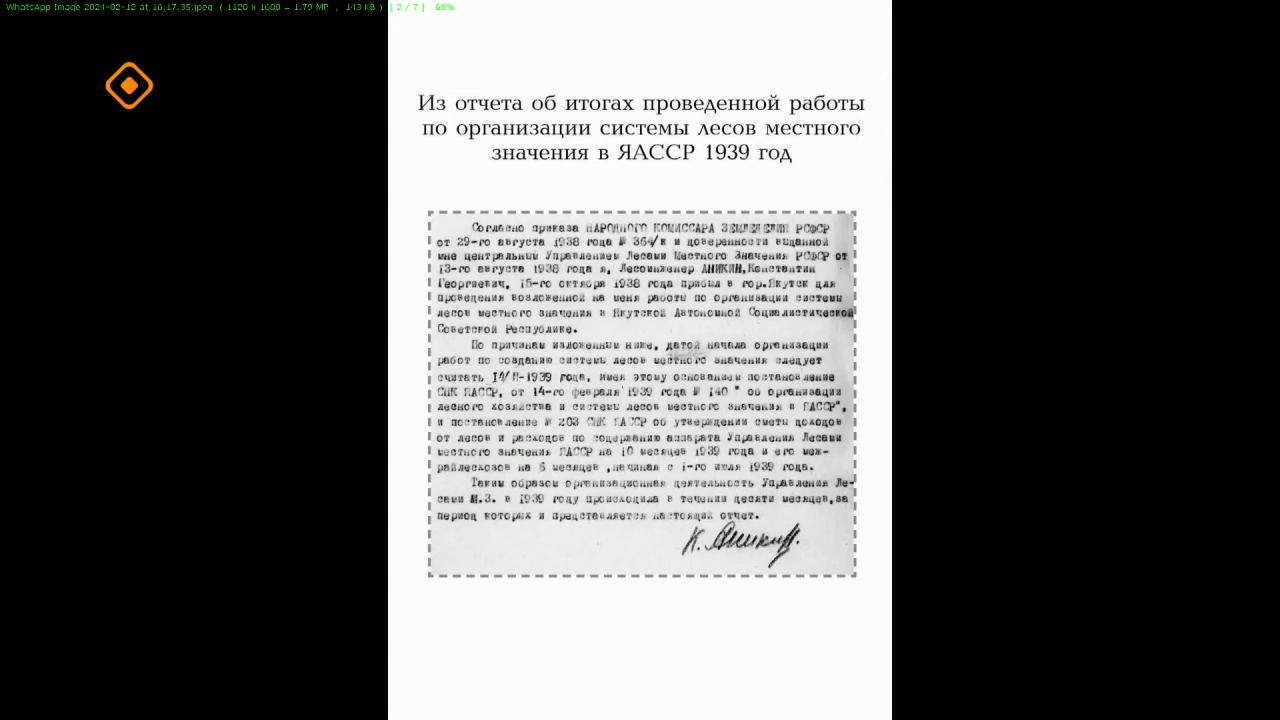 WhatsApp Image 2024-02-12 at 16.17.35.jpeg ( 1120 x 1600 = 1.79 MP , 143 KB ) [ 2 / 7 ] 68%
Из отчета об итогах проведенной работы
по организации системы лесов местного
значения в ЯАССР 1939 год
Согласно приказа НАРОДНОГО КОМИССАРА ЗЕМЛЕДЕЛИЯ РСФСР
от 29-го августа 1938 года № 364/к и доверенности выданной
мне центральным Управлением Лесами Местного Значения РСФСР от
13-го августа 1938 года я, Лесоинженер АНИКИН,Константин
Георгиевич, 15-го октября 1938 года прибыл в гор.Якутск для
проведения возложенной на меня работы по организации системы
лесов местного значения в Якутской Автономной Социалистической
Советской Республике.
По причинам изложенным ниже, датой начала организации
работ по созданию системы лесов местного значения следует
считать 14/П-1939 года, имея этому основанием постановление
СНК ЯАССР, от 14-го февраля 1939 года № 140 " об организации
лесного хозяйства и системы лесов местного значения в ЯАССР",
и постановление № 203 СНК ЯАССР об утверждении сметы доходов
от лесов и расходов по содержанию аппарата Управления Лесами
местного значения ЯАССР на 10 месяцев 1939 года и его меж-
райлесхозов на 6 месяцев ,начиная с 1-го июля 1939 года.
Таким образом организационная деятельность Управления Ле-
сами М.З. в 1939 году происходила в течении десяти месяцев,за
период которых и представляется настоящий отчет.
К. Аникин.